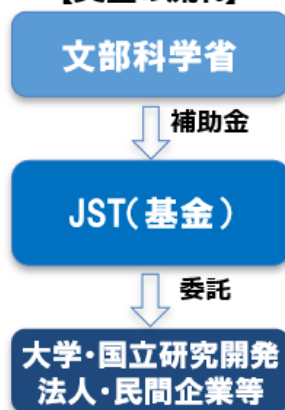 文部科学省
補助金
JST(基金)
委託
大学・国立研究開発
法人・民間企業等